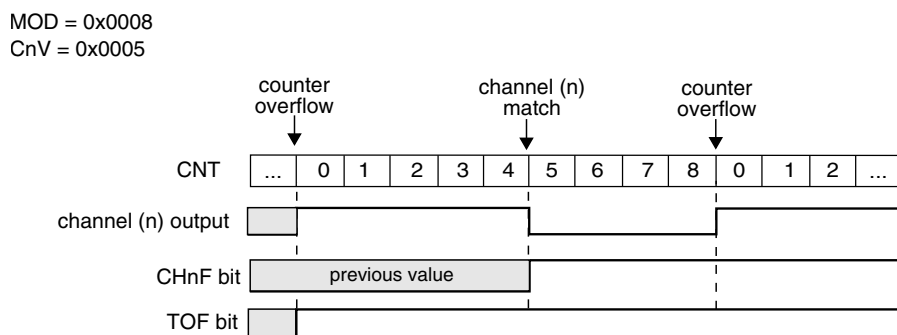 MOD = 0x0008
CnV = 0x0005
counter overflow
channel (n) match
counter overflow
CNT ... 0 1 2 3 4 5 6 7 8 0 1 2 ...
channel (n) output
CHnF bit previous value
TOF bit